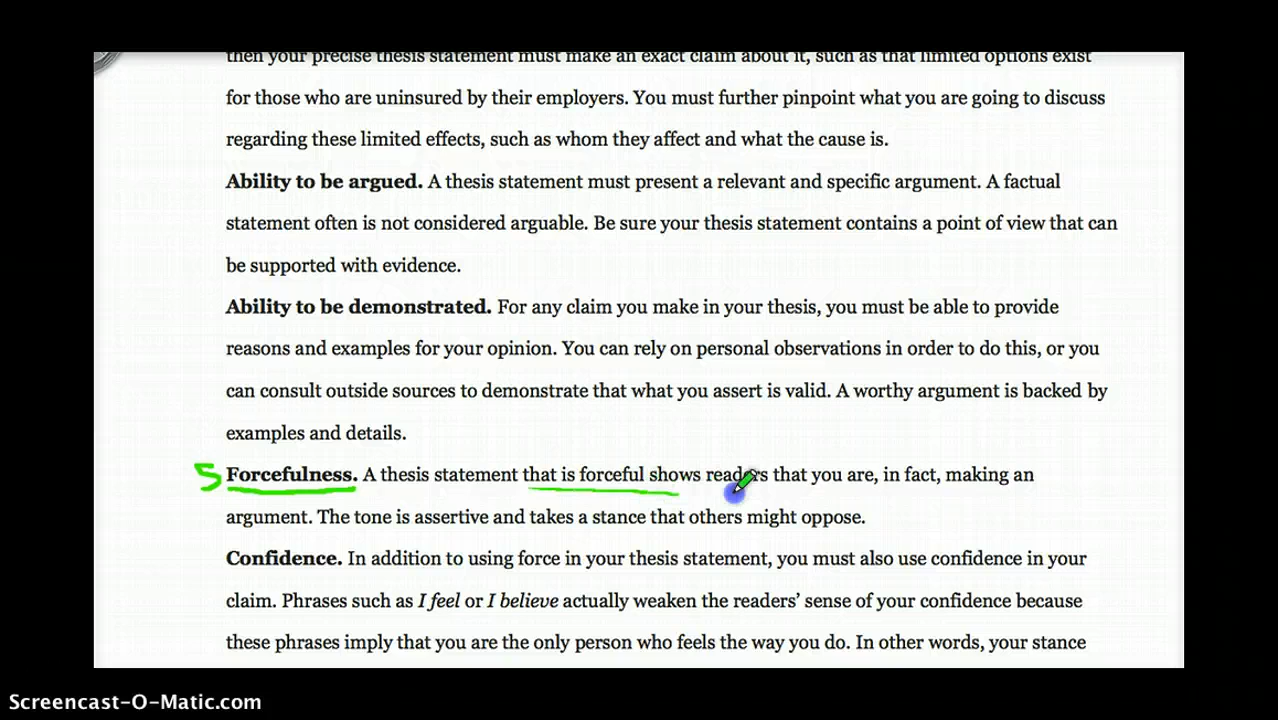 then your precise thesis statement must make an exact claim about it, such as that limited options exist
for those who are uninsured by their employers. You must further pinpoint what you are going to discuss
regarding these limited effects, such as whom they affect and what the cause is.
Ability to be argued. A thesis statement must present a relevant and specific argument. A factual
statement often is not considered arguable. Be sure your thesis statement contains a point of view that can
be supported with evidence.
Ability to be demonstrated. For any claim you make in your thesis, you must be able to provide
reasons and examples for your opinion. You can rely on personal observations in order to do this, or you
can consult outside sources to demonstrate that what you assert is valid. A worthy argument is backed by
examples and details.
5 Forcefulness. A thesis statement that is forceful shows readers that you are, in fact, making an
argument. The tone is assertive and takes a stance that others might oppose.
Confidence. In addition to using force in your thesis statement, you must also use confidence in your
claim. Phrases such as I feel or I believe actually weaken the readers’ sense of your confidence because
these phrases imply that you are the only person who feels the way you do. In other words, your stance
Screencast-O-Matic.com